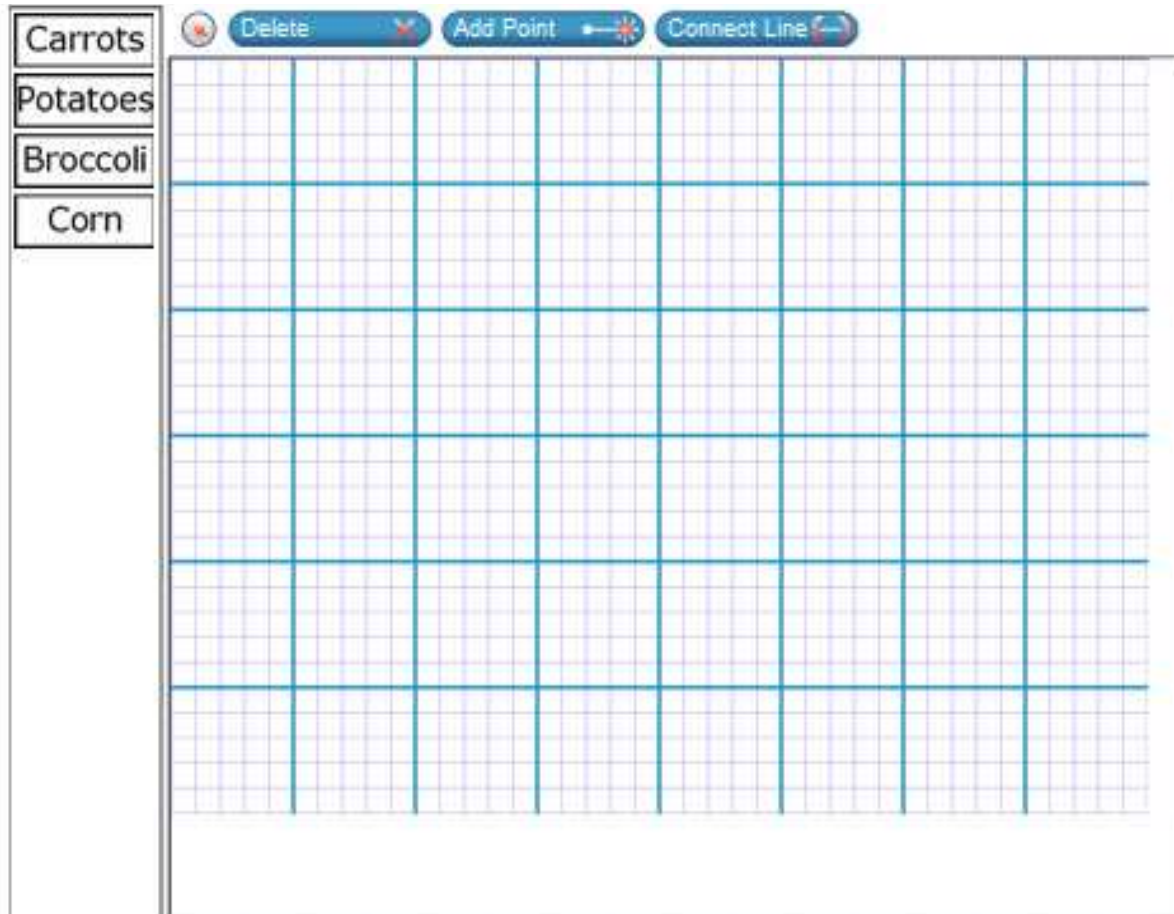 Carrots
Potatoes
Broccoli
Corn
Delete
Add Point
Connect Line